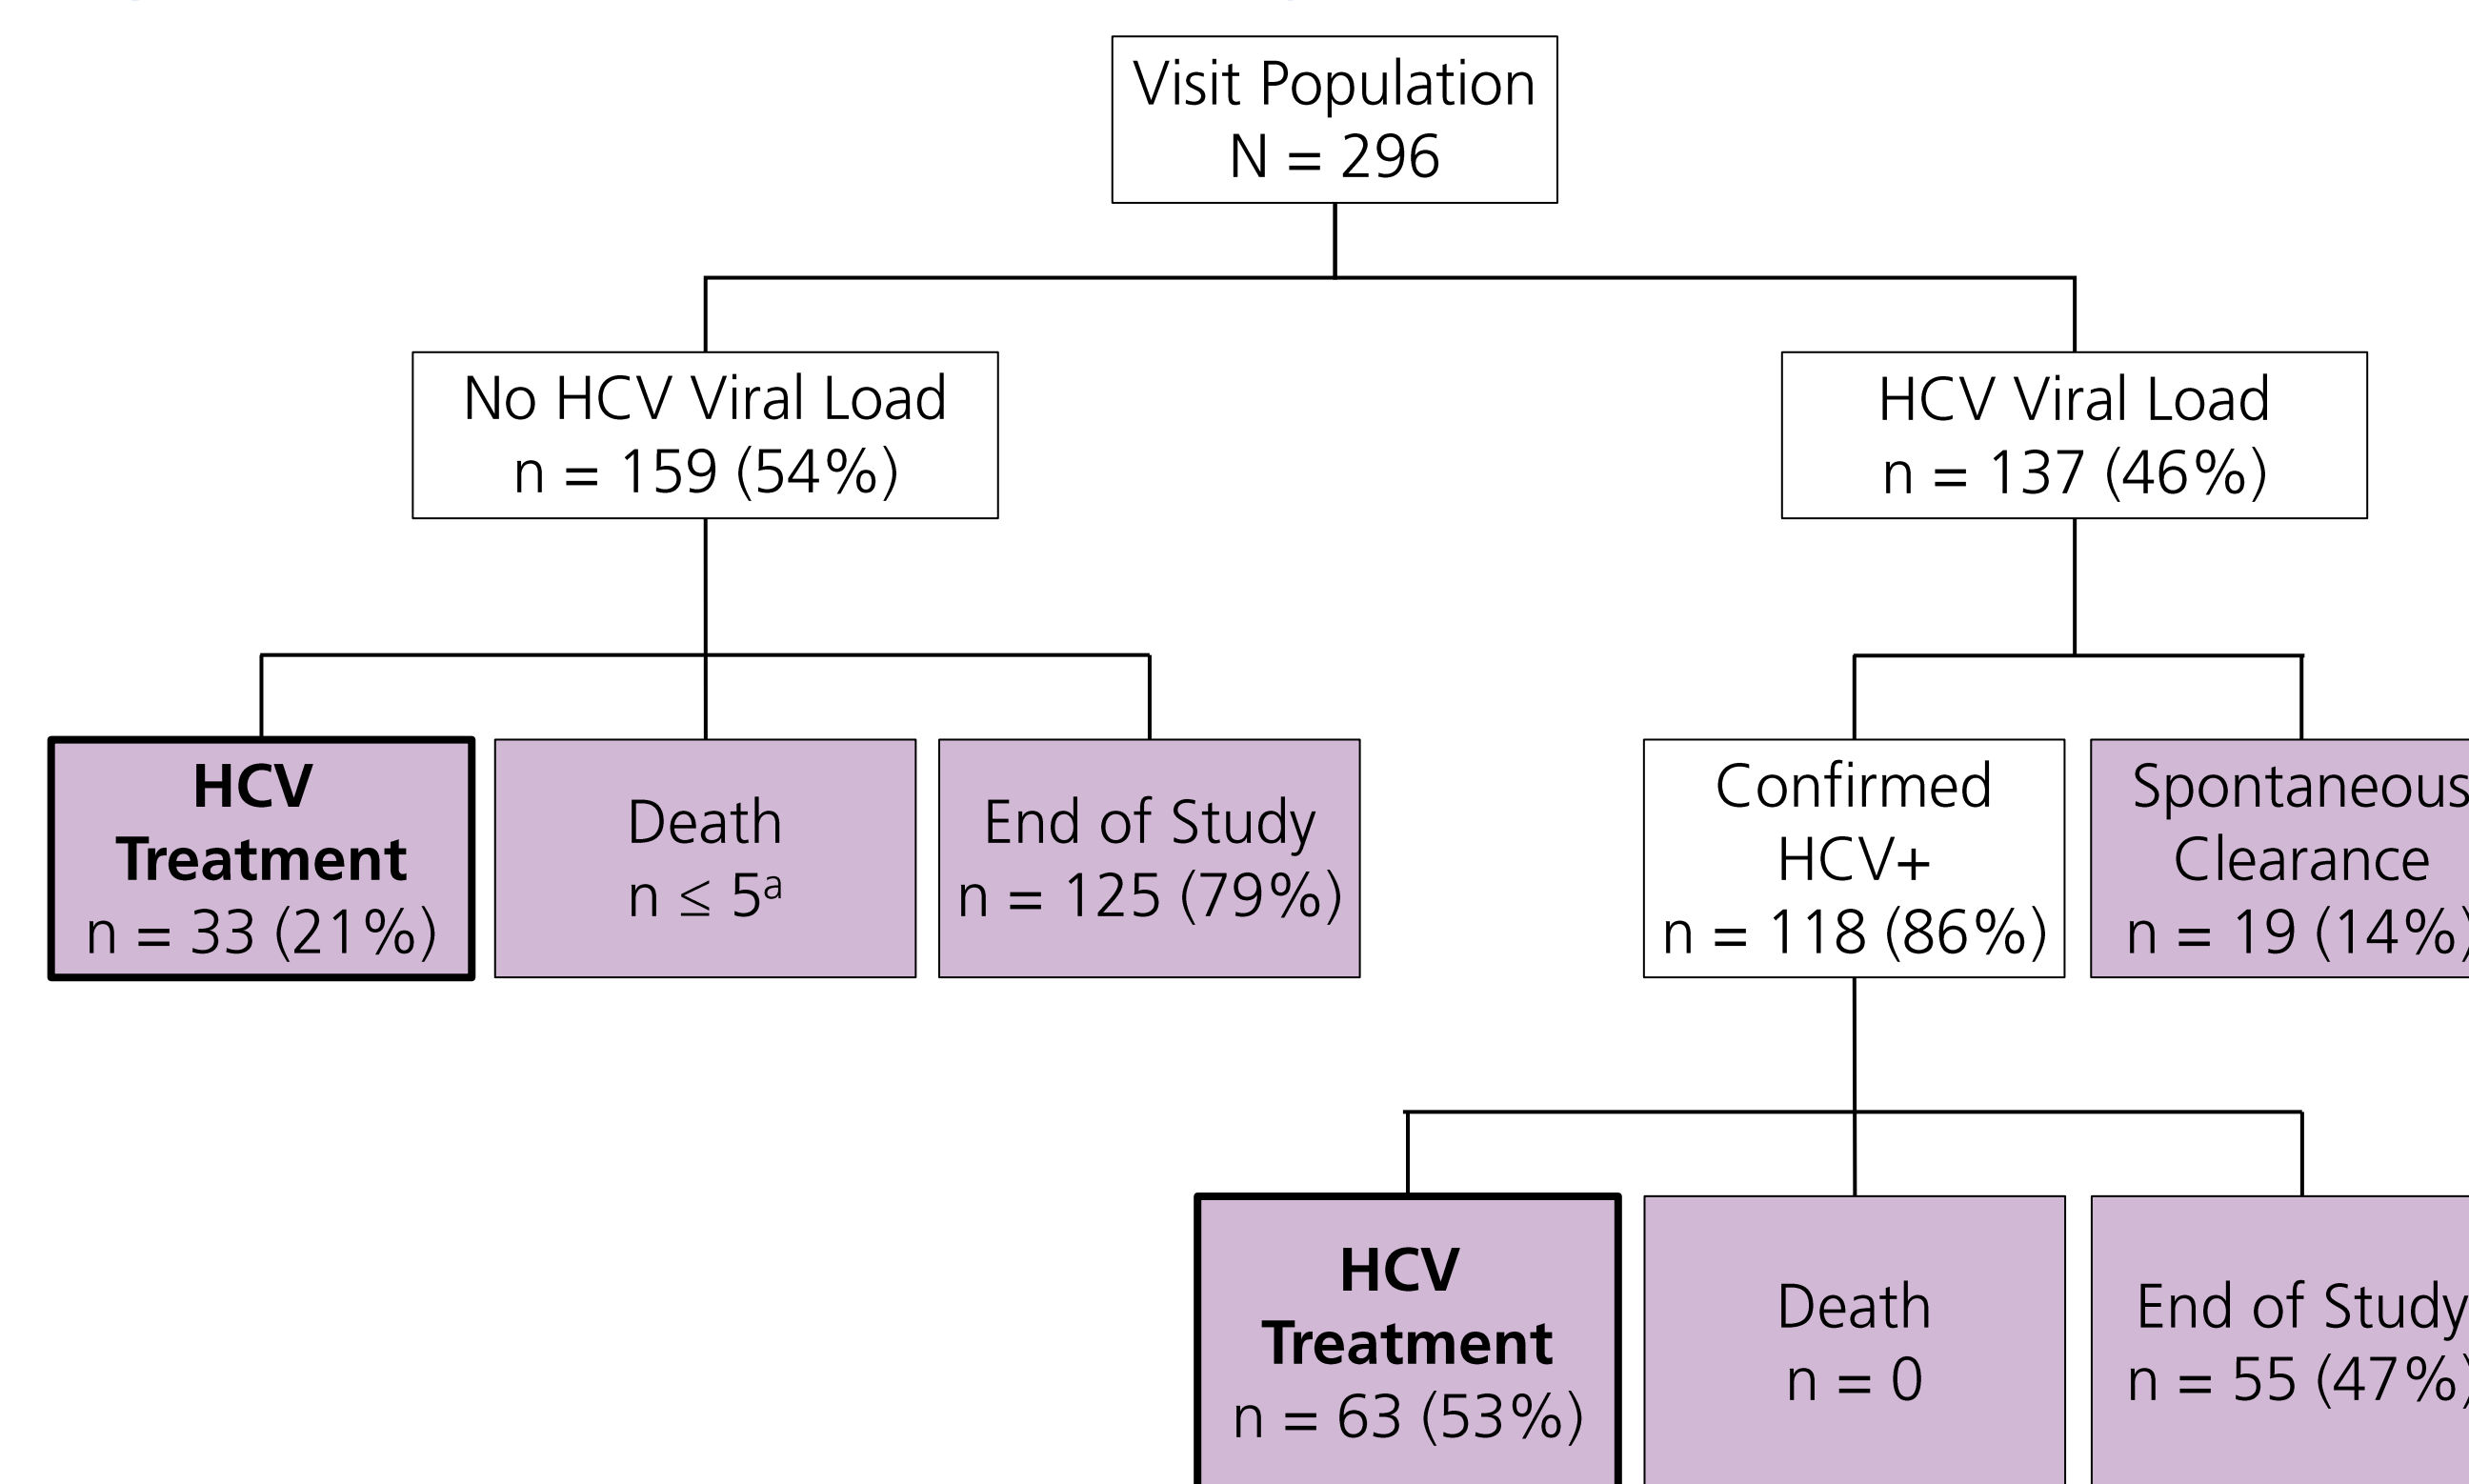 Visit Population
N = 296
No HCV Viral Load
n = 159 (54%)
HCV Viral Load
n = 137 (46%)
HCV
Treatment
n = 33 (21%)
Death
n ≤ 5ᵃ
End of Study
n = 125 (79%)
Confirmed
HCV+
n = 118 (86%)
Spontaneous
Clearance
n = 19 (14%)
HCV
Treatment
n = 63 (53%)
Death
n = 0
End of Study
n = 55 (47%)